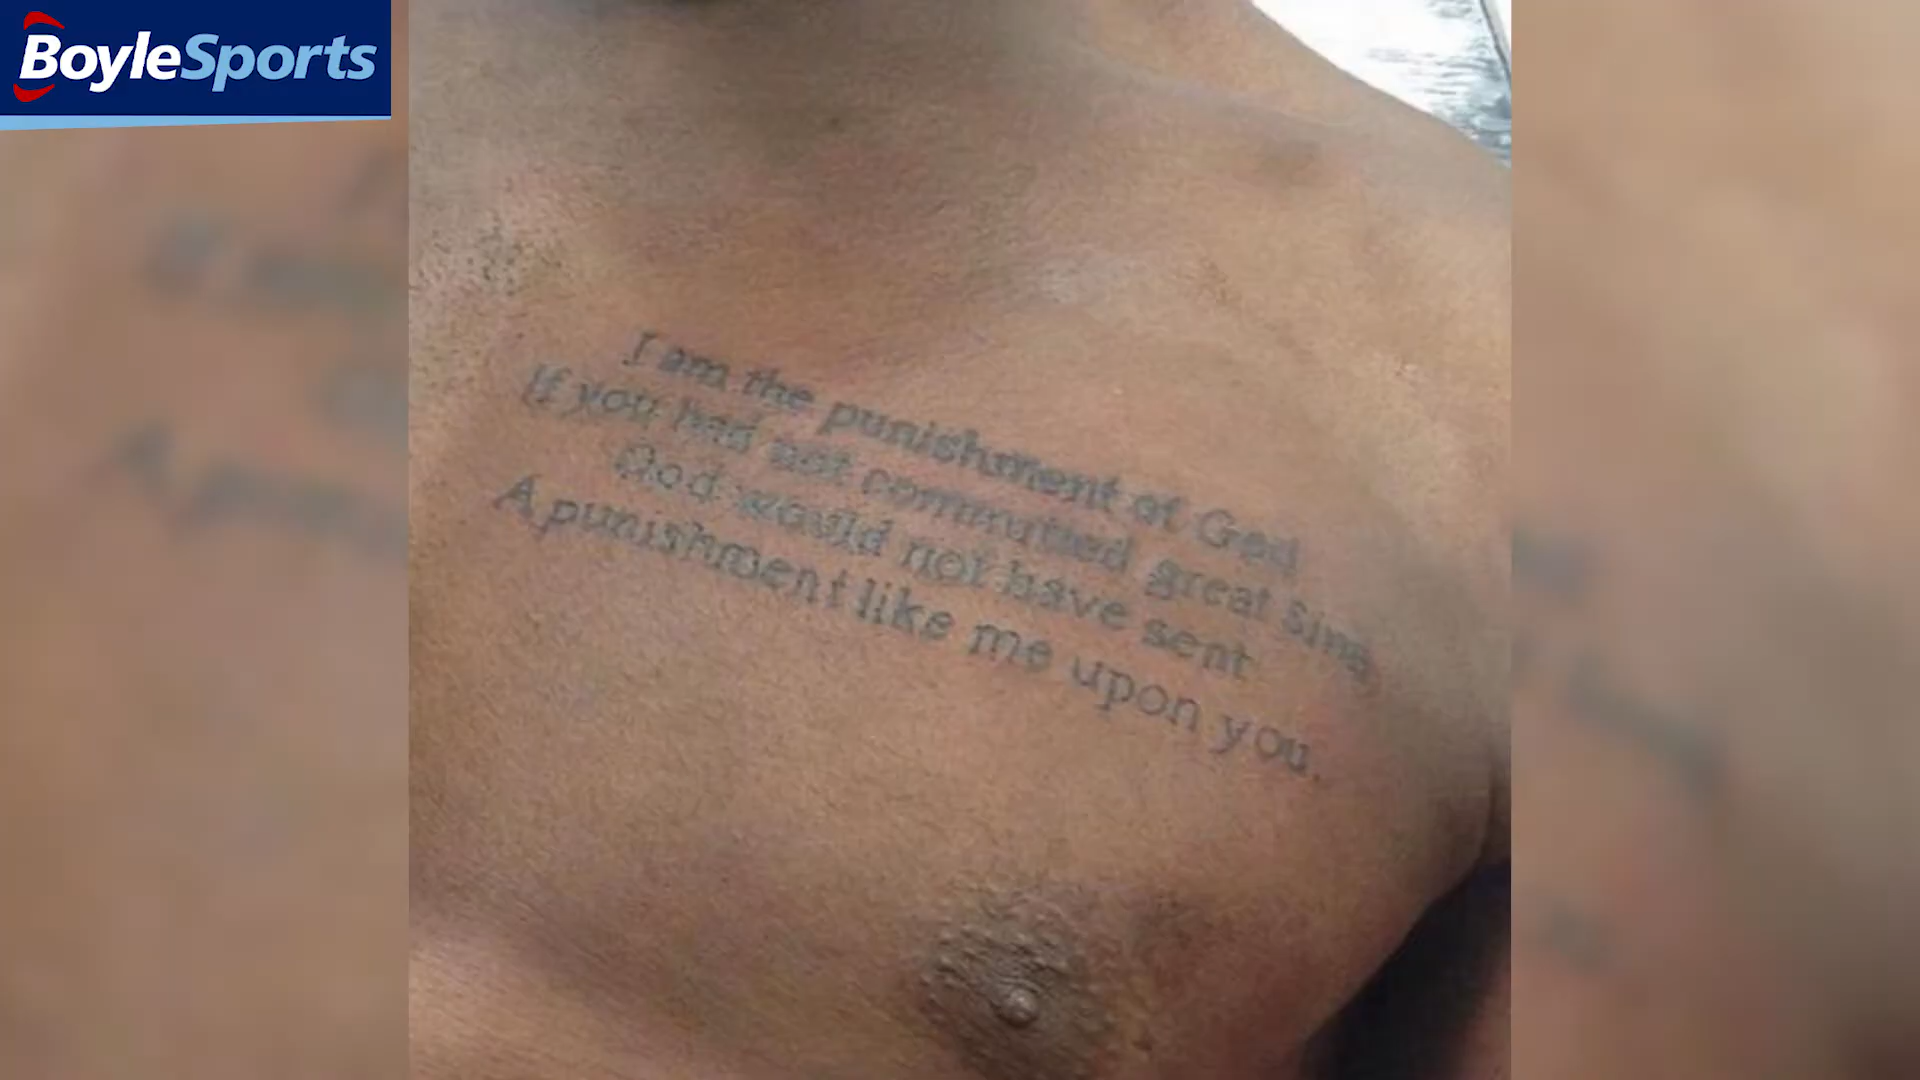 BoyleSports
I am the punishment of God
If you had not committed great sins,
God would not have sent
A punishment like me upon you.